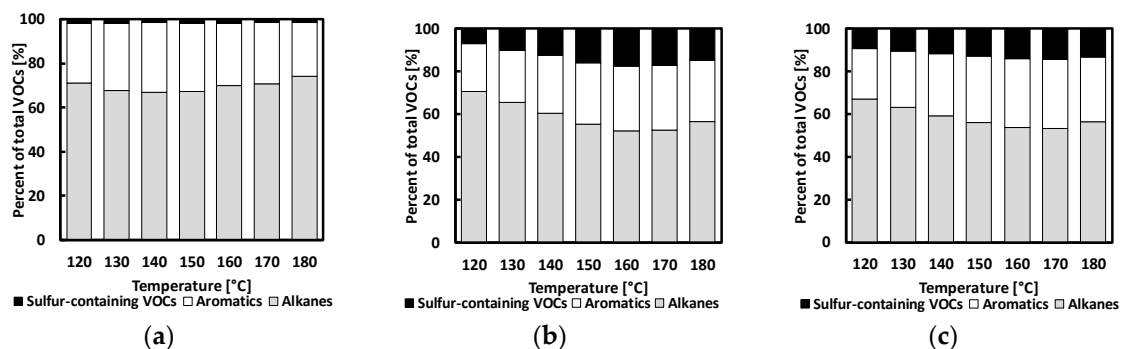 Percent of total VOCs [%]
100
80
60
40
20
0
120 130 140 150 160 170 180
Temperature [°C]
Sulfur-containing VOCs Aromatics Alkanes
(a)
Percent of total VOCs [%]
100
80
60
40
20
0
120 130 140 150 160 170 180
Temperature [°C]
Sulfur-containing VOCs Aromatics Alkanes
(b)
Percent of total VOCs [%]
100
80
60
40
20
0
120 130 140 150 160 170 180
Temperature [°C]
Sulfur-containing VOCs Aromatics Alkanes
(c)